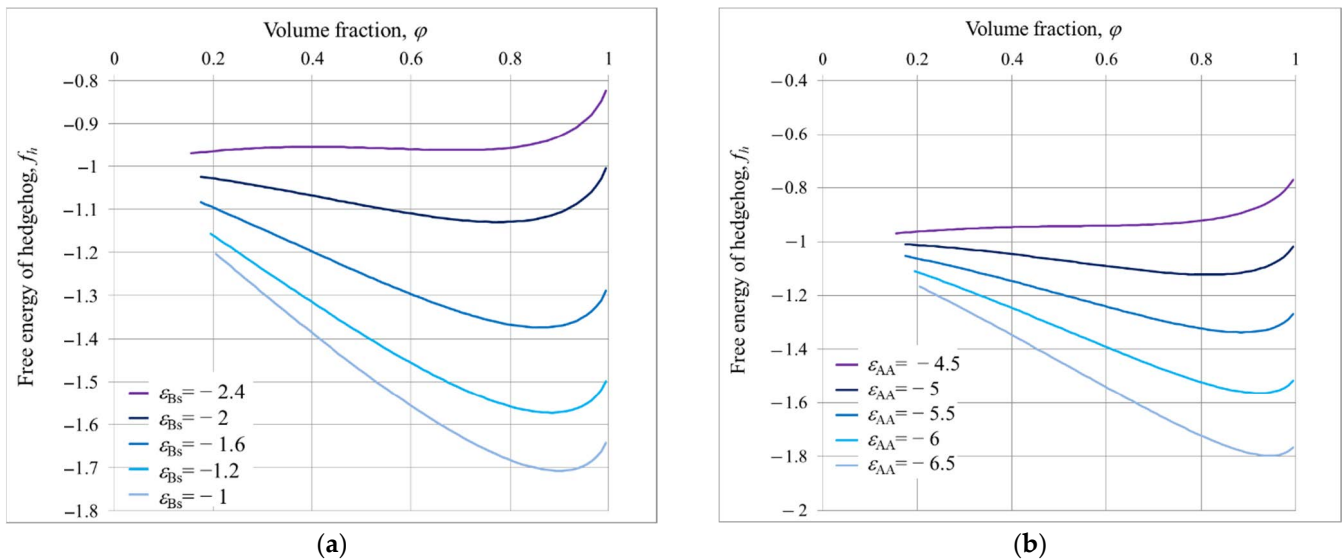 Volume fraction, φ
0 0.2 0.4 0.6 0.8 1
Free energy of hedgehog, fh
−0.8
−0.9
−1
−1.1
−1.2
−1.3
−1.4
−1.5
−1.6
−1.7
−1.8
εBs= − 2.4
εBs= − 2
εBs= − 1.6
εBs= −1.2
εBs= − 1
(a)
Volume fraction, φ
0 0.2 0.4 0.6 0.8 1
Free energy of hedgehog, fh
−0.4
−0.6
−0.8
−1
−1.2
−1.4
−1.6
−1.8
−2
εAA= − 4.5
εAA= − 5
εAA= − 5.5
εAA= − 6
εAA= − 6.5
(b)